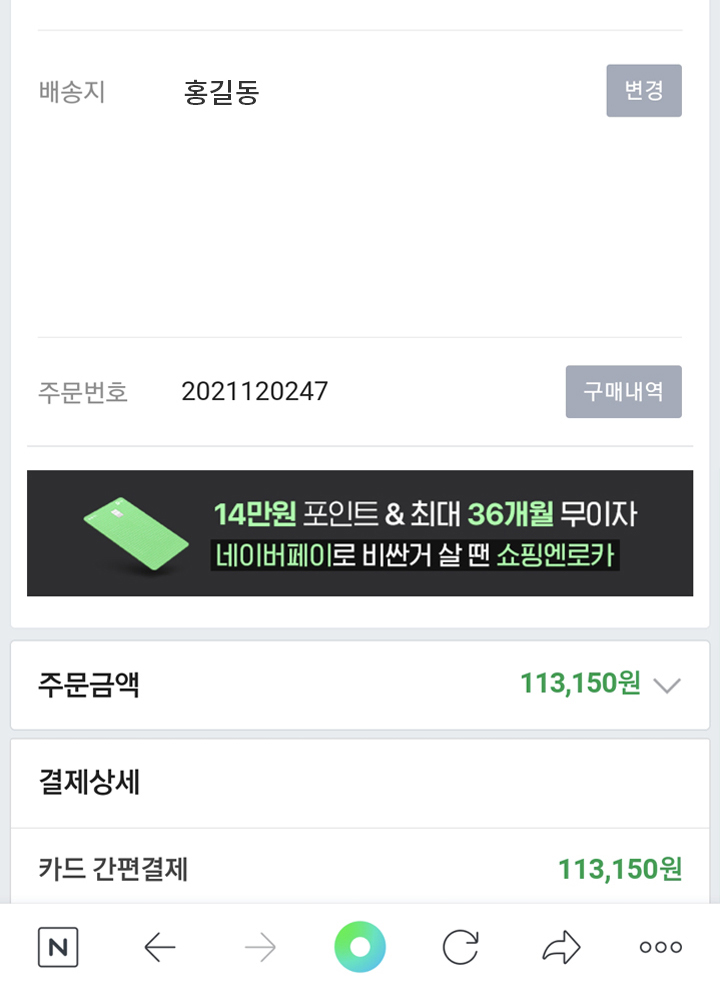 배송지 홍길동 변경
주문번호 2021120247 구매내역
14만원 포인트 & 최대 36개월 무이자
네이버페이로 비싼거 살 땐 쇼핑엔로카
주문금액 113,150원
결제상세
카드 간편결제 113,150원
N